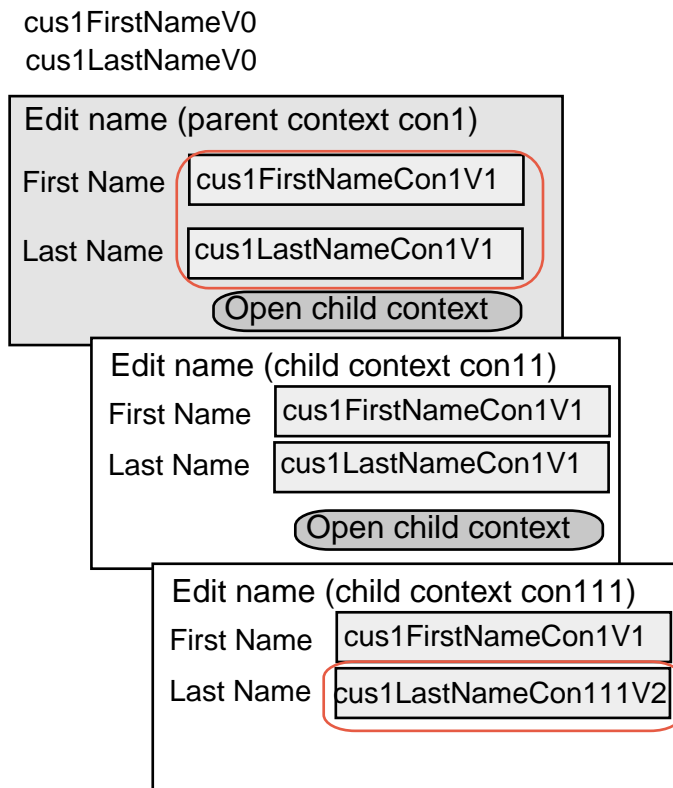 cus1FirstNameV0
cus1LastNameV0
Edit name (parent context con1)
First Name cus1FirstNameCon1V1
Last Name cus1LastNameCon1V1
Open child context
Edit name (child context con11)
First Name cus1FirstNameCon1V1
Last Name cus1LastNameCon1V1
Open child context
Edit name (child context con111)
First Name cus1FirstNameCon1V1
Last Name cus1LastNameCon111V2